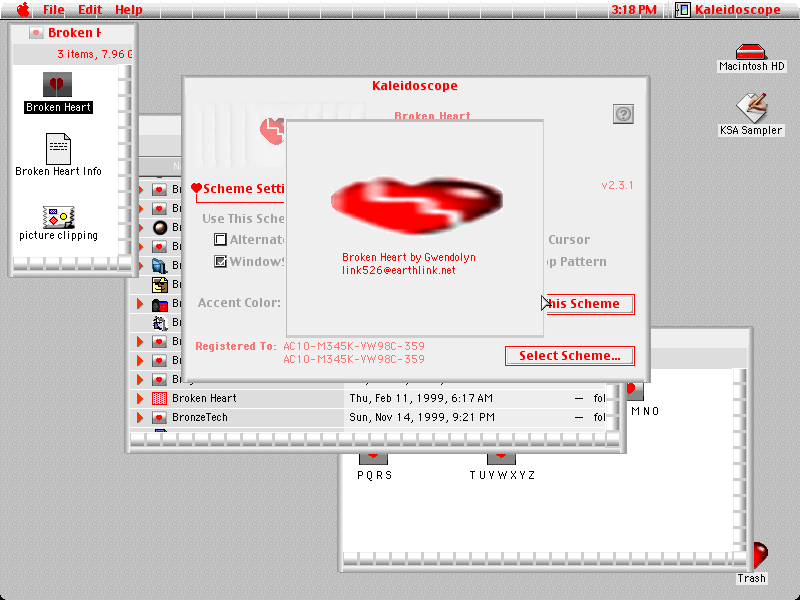 File Edit Help
3:18 PM
Kaleidoscope
Broken H
3 items, 7.96 G
Broken Heart
Broken Heart Info
picture clipping
Macintosh HD
KSA Sampler
Kaleidoscope
Broken Heart
v2.3.1
Scheme Setti
Use This Sche
Alternat
Cursor
Windows
op Pattern
Accent Color:
his Scheme
Broken Heart by Gwendolyn
link526@earthlink.net
Registered To: AC10-M345K-YW98C-359
AC10-M345K-YW98C-359
Select Scheme...
N
Br
Br
Br
Br
Br
Br
Br
Br
Br
Br
Broken Heart Thu, Feb 11, 1999, 6:17 AM — fol
BronzeTech Sun, Nov 14, 1999, 9:21 PM — fol
M N O
P Q R S
T U V W X Y Z
Trash